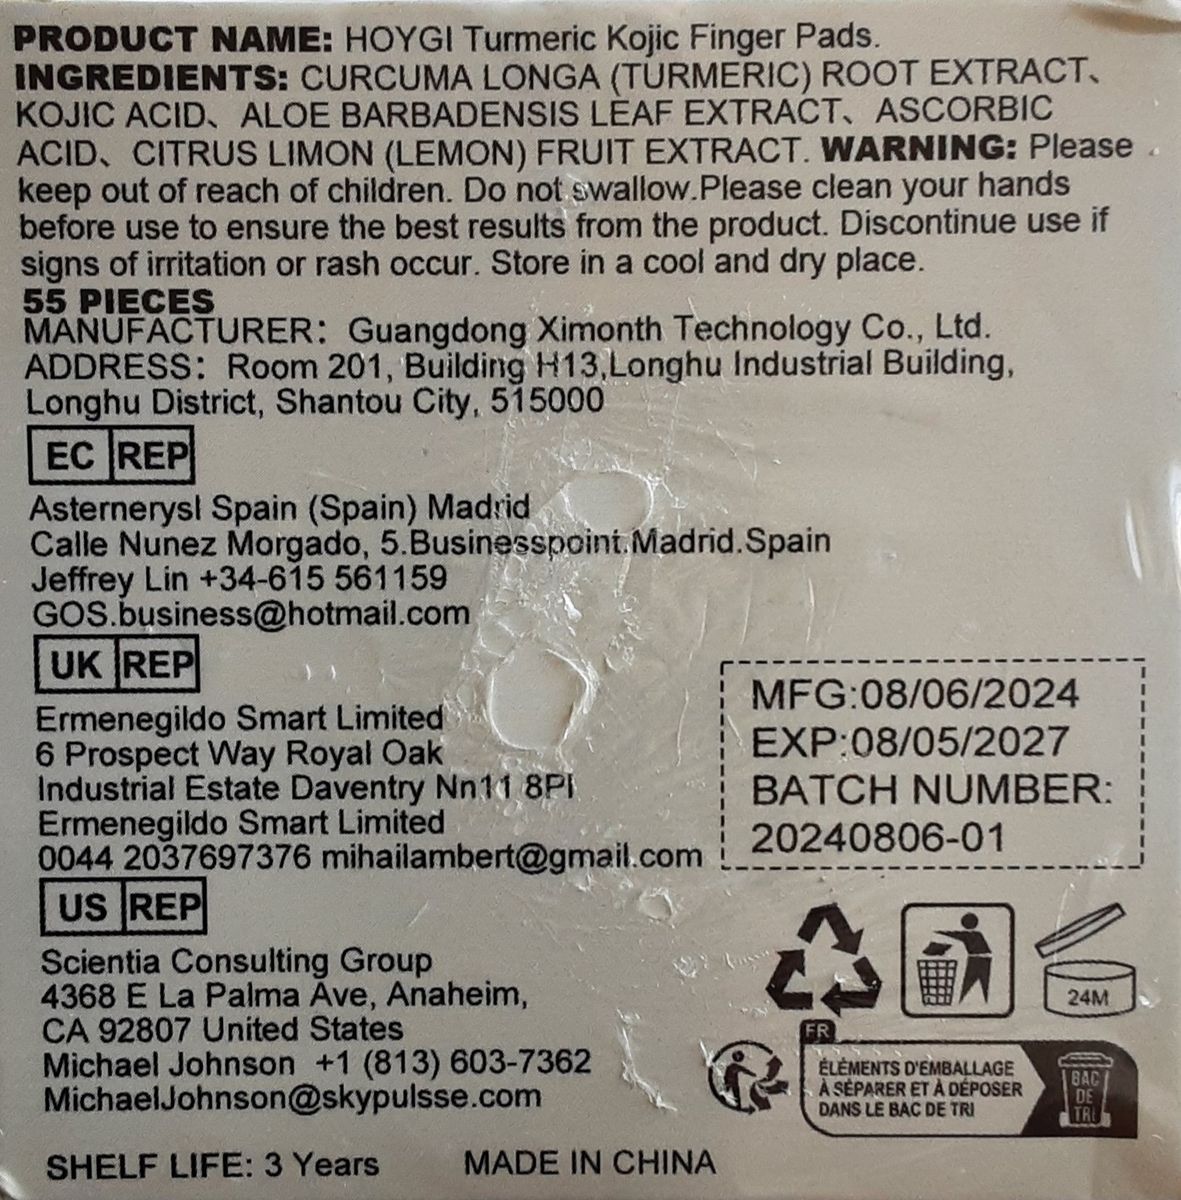 PRODUCT NAME: HOYGI Turmeric Kojic Finger Pads.
INGREDIENTS: CURCUMA LONGA (TURMERIC) ROOT EXTRACT、
KOJIC ACID、ALOE BARBADENSIS LEAF EXTRACT、ASCORBIC
ACID、CITRUS LIMON (LEMON) FRUIT EXTRACT. WARNING: Please
keep out of reach of children. Do not swallow.Please clean your hands
before use to ensure the best results from the product. Discontinue use if
signs of irritation or rash occur. Store in a cool and dry place.
55 PIECES
MANUFACTURER： Guangdong Ximonth Technology Co., Ltd.
ADDRESS： Room 201, Building H13,Longhu Industrial Building,
Longhu District, Shantou City, 515000
EC REP
Asternerysl Spain (Spain) Madrid
Calle Nunez Morgado, 5.Businesspoint.Madrid.Spain
Jeffrey Lin +34-615 561159
GOS.business@hotmail.com
UK REP
Ermenegildo Smart Limited
6 Prospect Way Royal Oak
Industrial Estate Daventry Nn11 8Pl
Ermenegildo Smart Limited
0044 2037697376 mihailambert@gmail.com
MFG:08/06/2024
EXP:08/05/2027
BATCH NUMBER:
20240806-01
US REP
Scientia Consulting Group
4368 E La Palma Ave, Anaheim,
CA 92807 United States
Michael Johnson +1 (813) 603-7362
MichaelJohnson@skypulsse.com
24M
FR
ÉLÉMENTS D'EMBALLAGE
À SÉPARER ET À DÉPOSER
DANS LE BAC DE TRI
BAC
DE
TRI
SHELF LIFE: 3 Years MADE IN CHINA